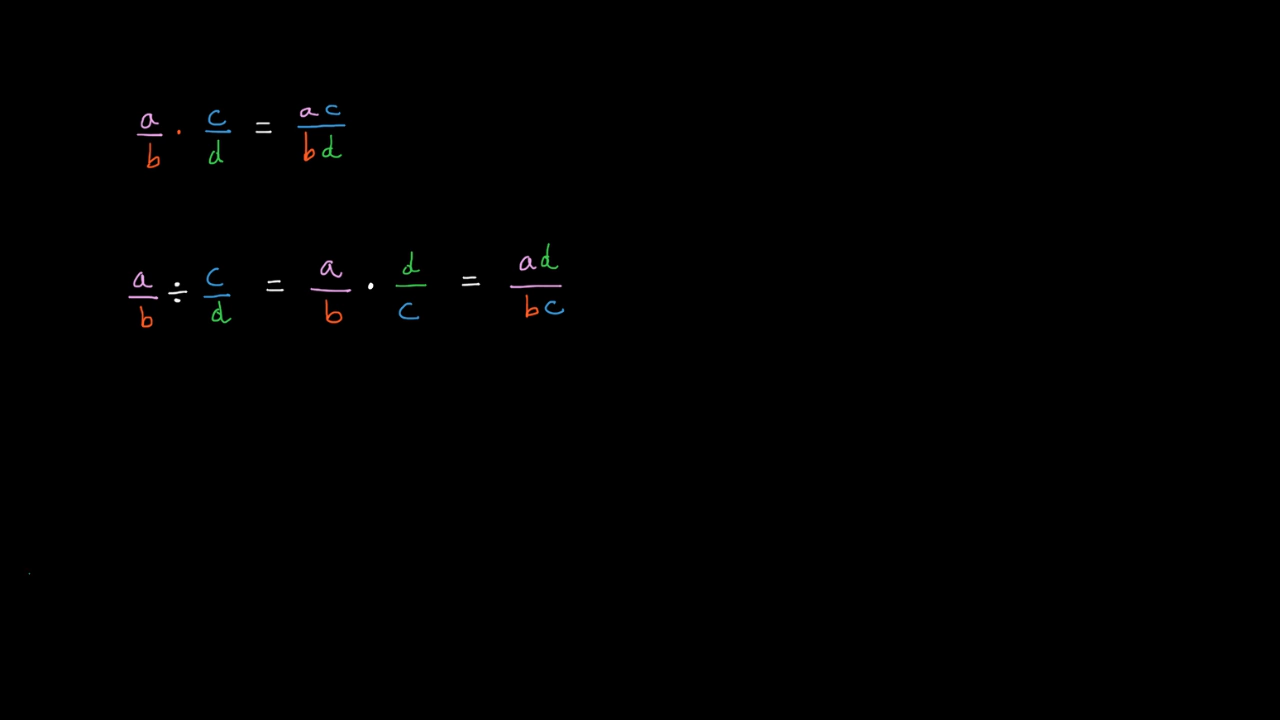 a/b · c/d = ac/bd
a/b ÷ c/d = a/b · d/c = ad/bc